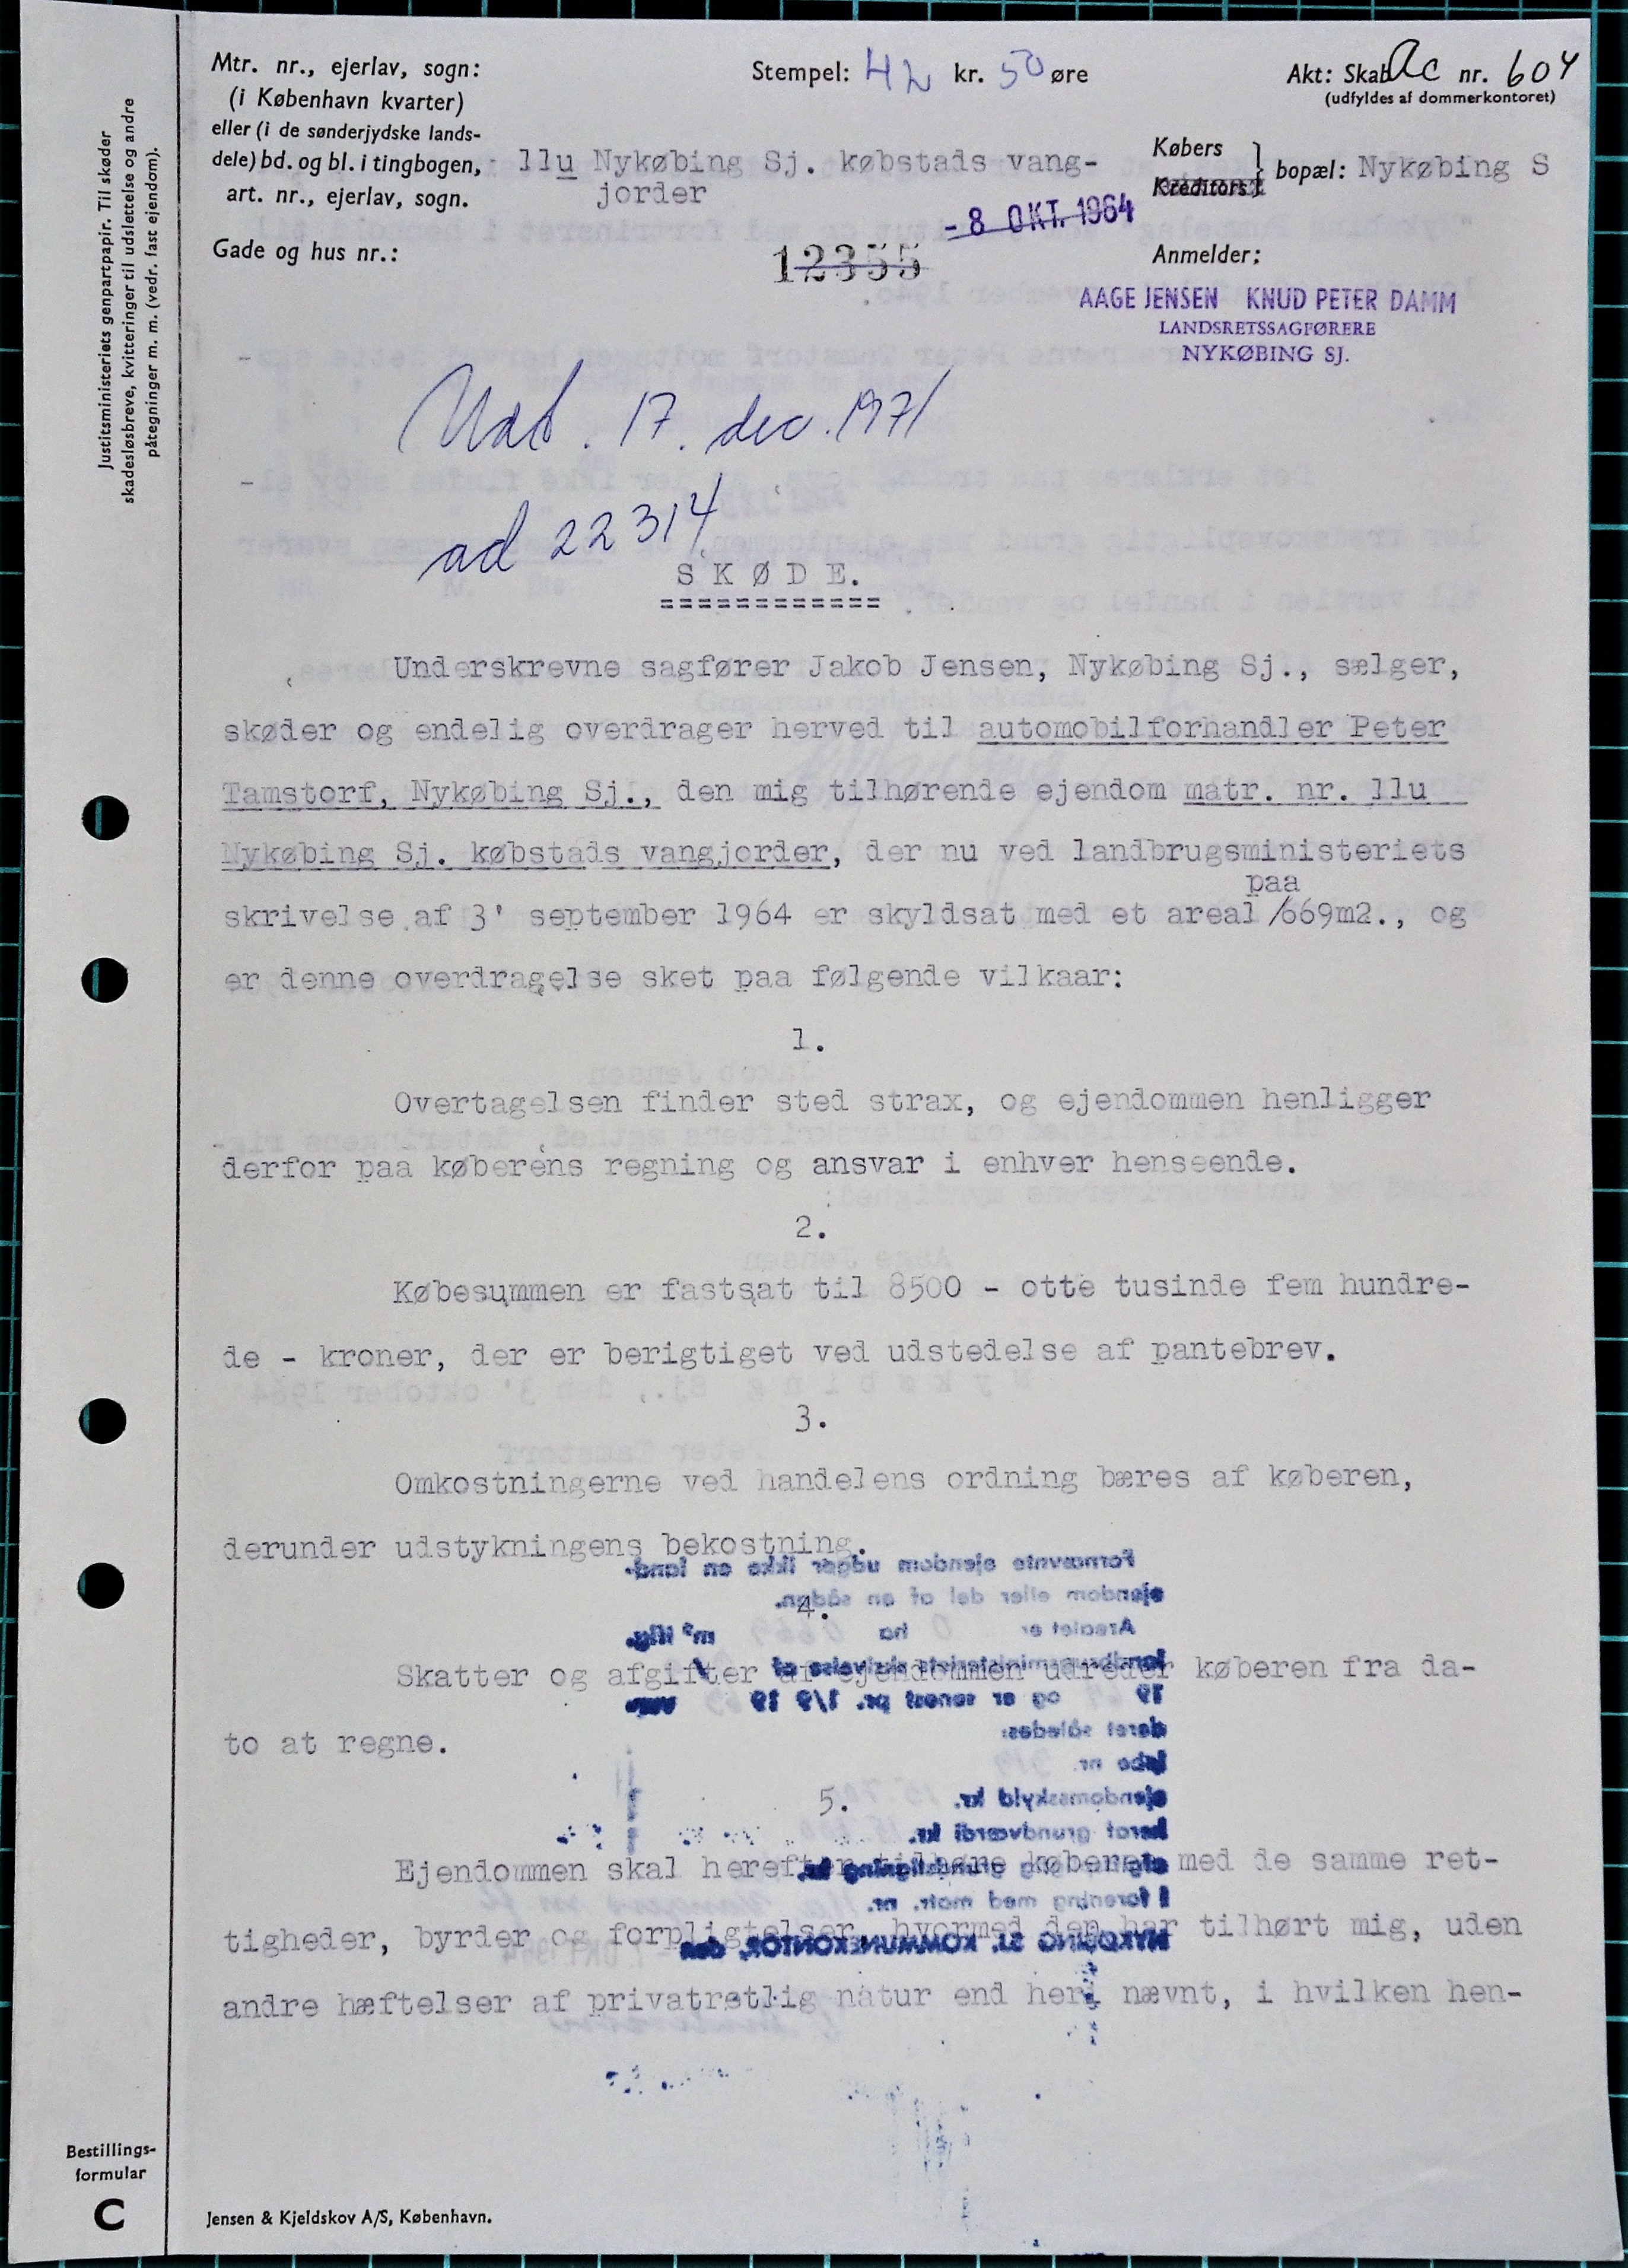 Justitsministeriets genpartpapir. Til skøder
skadesløsbreve, kvitteringer til udslettelse og andre
påtegninger m. m. (vedr. fast ejendom).
Mtr. nr., ejerlav, sogn:
(i København kvarter)
eller (i de sønderjydske lands-
dele) bd. og bl. i tingbogen,
art. nr., ejerlav, sogn.
Gade og hus nr.:
Stempel: 42 kr. 50 øre
Akt: Skab Ac nr. 604
(udfyldes af dommerkontoret)
llu Nykøbing Sj. købstads vang-
jorder
Købers
Kreditors
bopæl: Nykøbing S
- 8 OKT. 1964
12355
Anmelder:
AAGE JENSEN KNUD PETER DAMM
LANDSRETSSAGFØRERE
NYKØBING SJ.
17. dec. 1971
ad 22314
SKØDE.
============
Underskrevne sagfører Jakob Jensen, Nykøbing Sj., sælger,
skøder og endelig overdrager herved til automobilforhandler Peter
Tamstorf, Nykøbing Sj., den mig tilhørende ejendom matr. nr. llu
Nykøbing Sj. købstads vangjorder, der nu ved landbrugsministeriets
paa
skrivelse af 3' september 1964 er skyldsat med et areal /669m2., og
er denne overdragelse sket paa følgende vilkaar:
1.
Overtagelsen finder sted strax, og ejendommen henligger
derfor paa køberens regning og ansvar i enhver henseende.
2.
Købesummen er fastsat til 8500 - otte tusinde fem hundre-
de - kroner, der er berigtiget ved udstedelse af pantebrev.
3.
Omkostningerne ved handelens ordning bæres af køberen,
derunder udstykningens bekostning.
4.
Skatter og afgifter af ejendommen udreder køberen fra da-
to at regne.
5.
Ejendommen skal herefter tilhøre køberen med de samme ret-
tigheder, byrder og forpligtelser, hvormed den har tilhørt mig, uden
andre hæftelser af privatretlig natur end heri nævnt, i hvilken hen-
Bestillings-
formular
C
Jensen & Kjeldskov A/S, København.